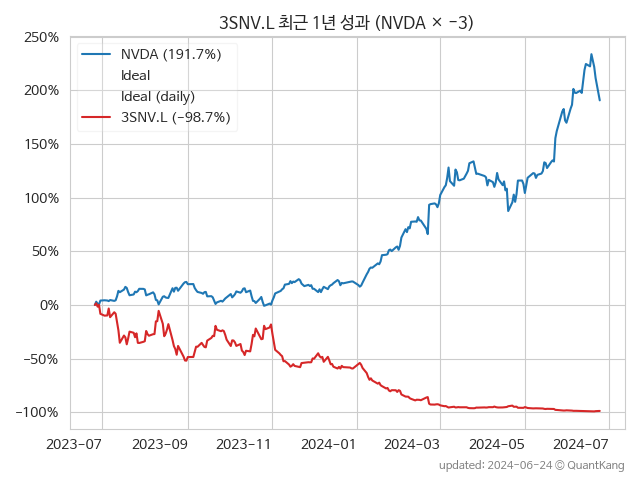 3SNV.L 최근 1년 성과 (NVDA × −3)
250%
200%
150%
100%
50%
0%
−50%
−100%
NVDA (191.7%)
Ideal
Ideal (daily)
3SNV.L (−98.7%)
2023-07
2023-09
2023-11
2024-01
2024-03
2024-05
2024-07
updated: 2024-06-24 © QuantKang